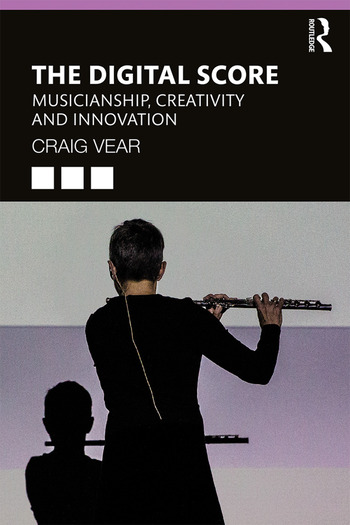 ROUTLEDGE
THE DIGITAL SCORE
MUSICIANSHIP, CREATIVITY
AND INNOVATION
CRAIG VEAR